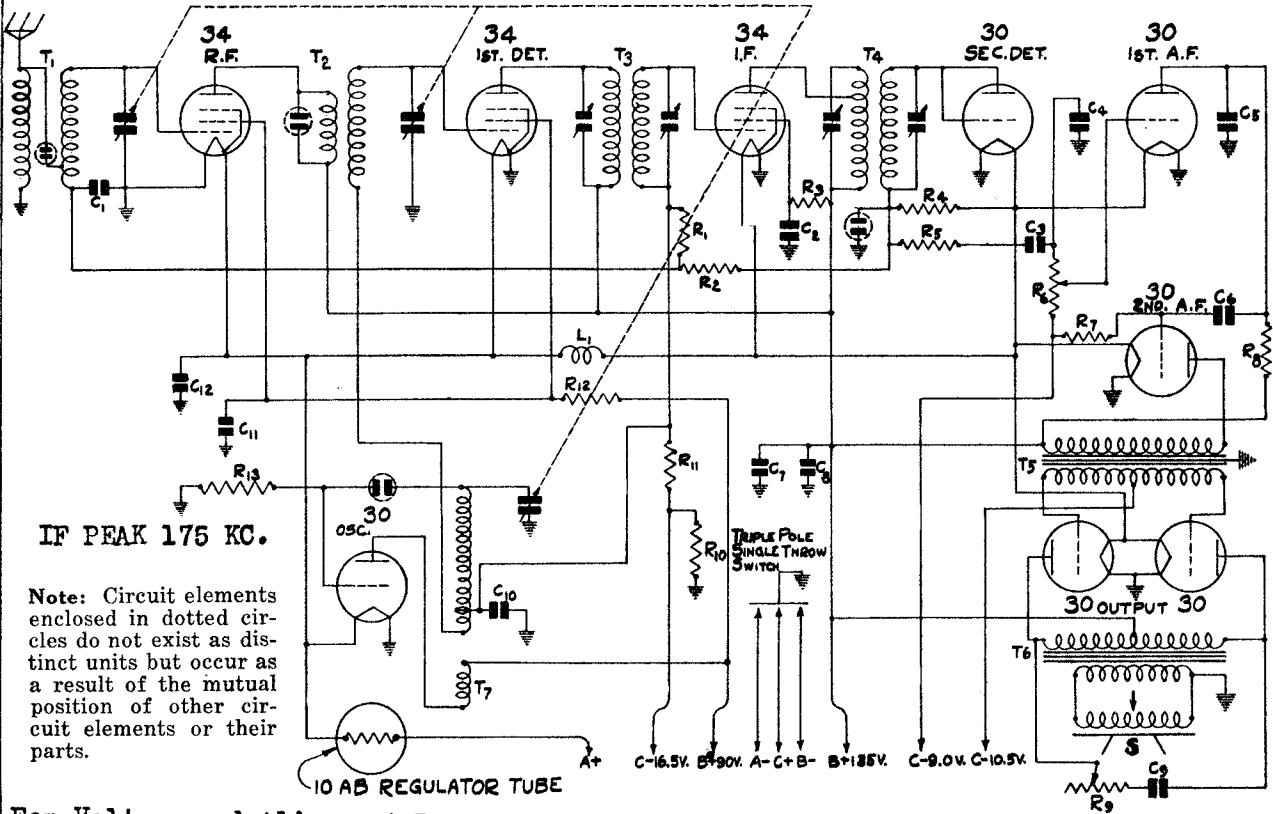 34
R.F.
34
1ST. DET.
34
I.F.
30
SEC. DET.
30
1ST. A.F.
T1
T2
T3
T4
C1
C2
R3
R4
R5
C3
C4
C5
R1
R2
R6
30
2ND. A.F.
C6
R7
R8
L1
C12
R12
C11
R13
R11
C7
C8
T5
30
OSC.
IF PEAK 175 KC.
R10
TRIPLE POLE
SINGLE THROW
SWITCH
C10
30 OUTPUT 30
Note: Circuit elements
enclosed in dotted cir-
cles do not exist as dis-
tinct units but occur as
a result of the mutual
position of other cir-
cuit elements or their
parts.
T6
T7
S
A+
C-16.5V.
B+90V.
A-
C+
B-
B+135V.
C-9.0V.
C-10.5V.
10 AB REGULATOR TUBE
R9
C9